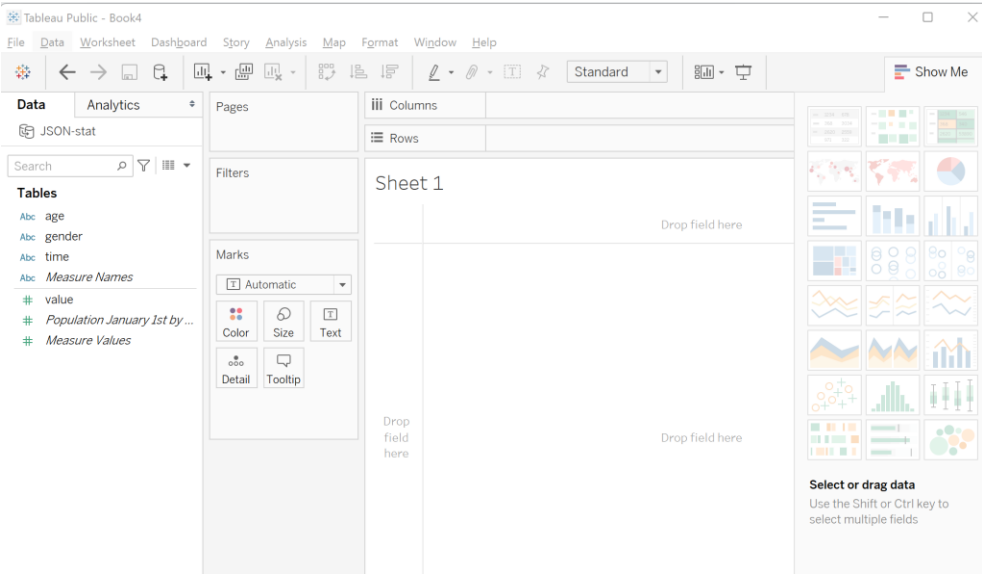 Tableau Public - Book4
File Data Worksheet Dashboard Story Analysis Map Format Window Help
Standard
Show Me
Data Analytics
JSON-stat
Search
Tables
Abc age
Abc gender
Abc time
Abc Measure Names
# value
# Population January 1st by ...
# Measure Values
Pages
Filters
Marks
T Automatic
Color Size T Text
Detail Tooltip
Columns
Rows
Sheet 1
Drop field here
Drop
field
here
Drop field here
Select or drag data
Use the Shift or Ctrl key to
select multiple fields